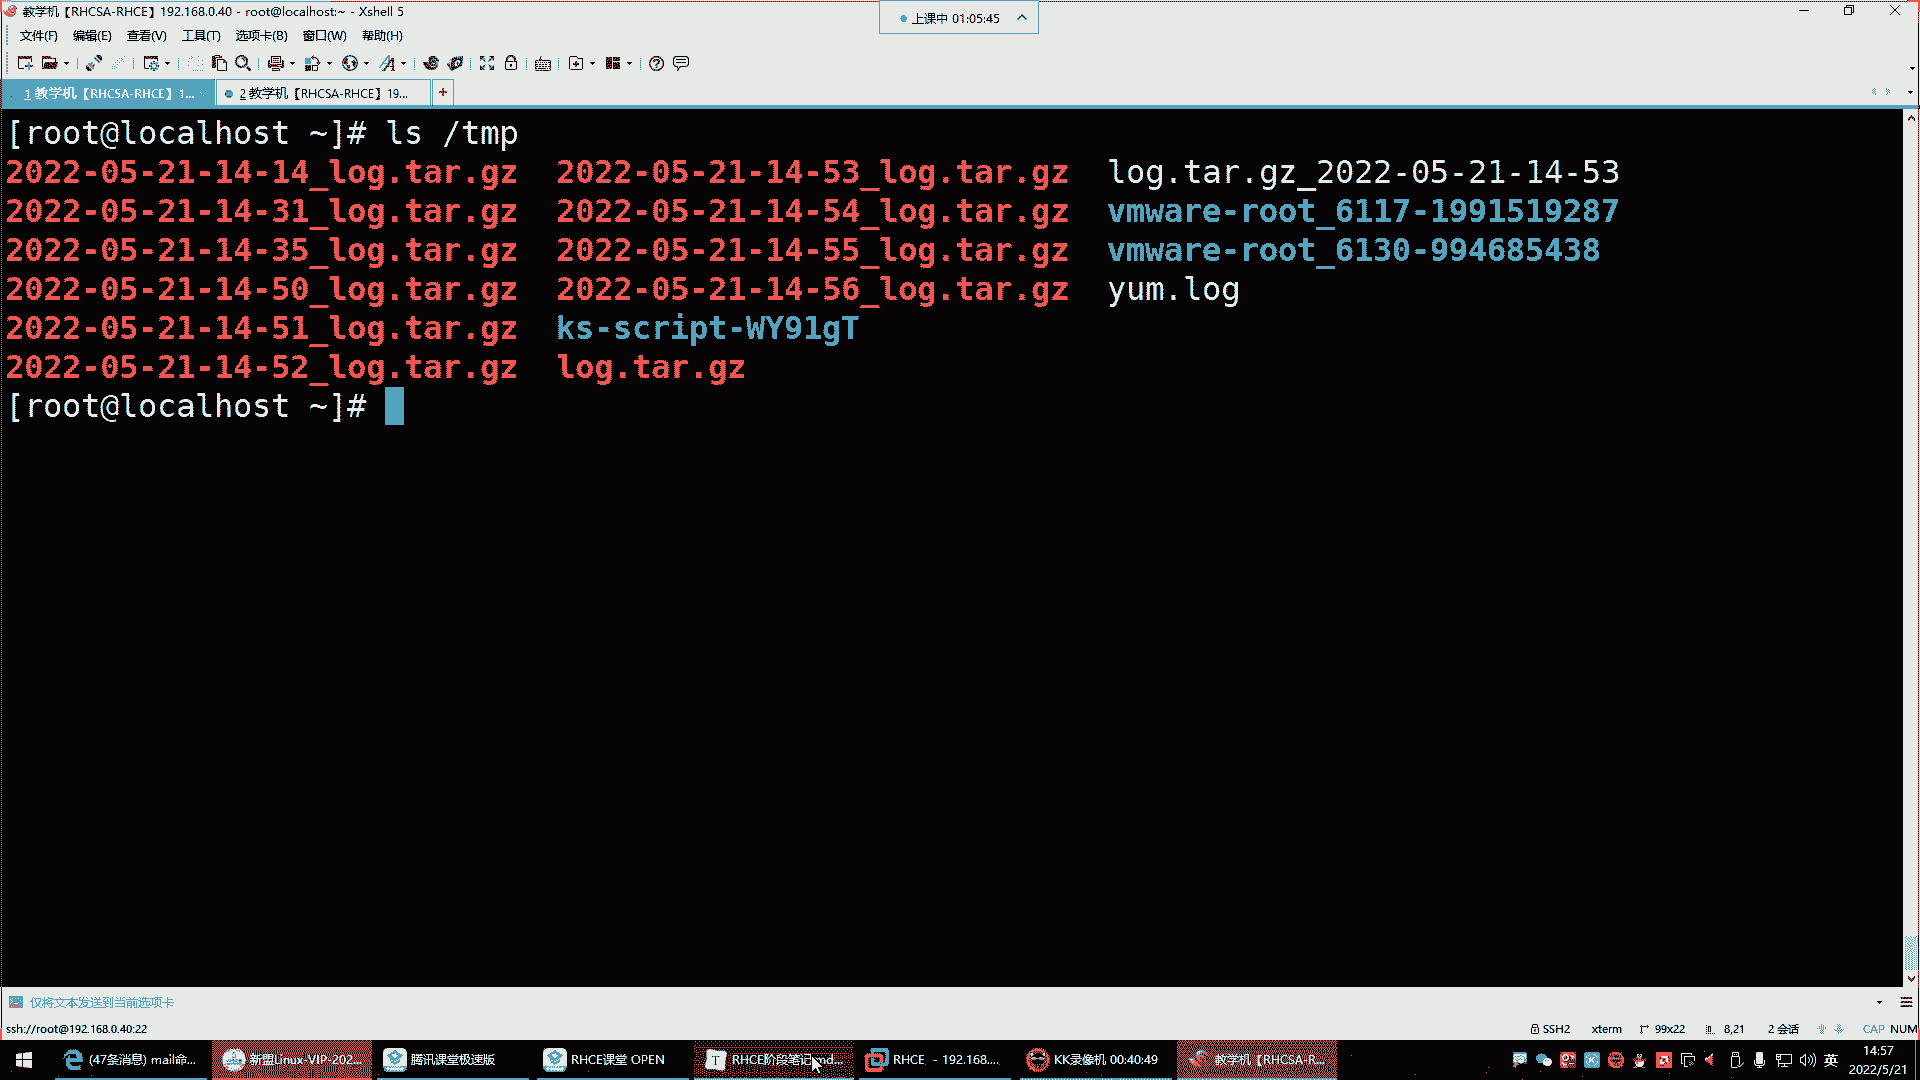 教学机【RHCSA-RHCE】192.168.0.40 - root@localhost:~ - Xshell 5
上课中 01:05:45
文件(F) 编辑(E) 查看(V) 工具(T) 选项卡(B) 窗口(W) 帮助(H)
1 教学机【RHCSA-RHCE】1... 2 教学机【RHCSA-RHCE】19...
[root@localhost ~]# ls /tmp
2022-05-21-14-14_log.tar.gz 2022-05-21-14-53_log.tar.gz log.tar.gz_2022-05-21-14-53
2022-05-21-14-31_log.tar.gz 2022-05-21-14-54_log.tar.gz vmware-root_6117-1991519287
2022-05-21-14-35_log.tar.gz 2022-05-21-14-55_log.tar.gz vmware-root_6130-994685438
2022-05-21-14-50_log.tar.gz 2022-05-21-14-56_log.tar.gz yum.log
2022-05-21-14-51_log.tar.gz ks-script-WY91gT
2022-05-21-14-52_log.tar.gz log.tar.gz
[root@localhost ~]#
仅将文本发送到当前选项卡
ssh://root@192.168.0.40:22 SSH2 xterm 99x22 8,21 2 会话 CAP NUM
(47条消息) mail命... 新盟Linux-VIP-202... 腾讯课堂极速版 RHCE课堂 OPEN RHCE阶段笔记.md... RHCE - 192.168.... KK录像机 00:40:49 教学机【RHCSA-R... 英 14:57
2022/5/21